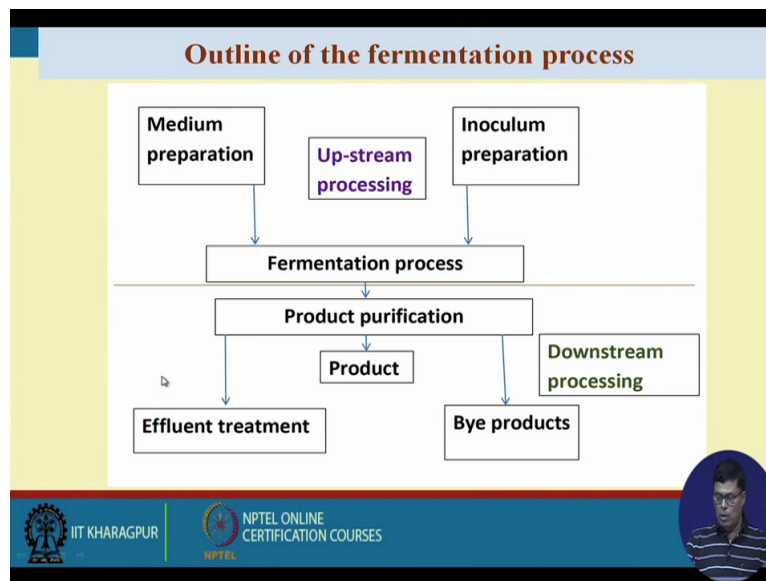 Outline of the fermentation process
Medium
preparation
Up-stream
processing
Inoculum
preparation
Fermentation process
Product purification
Product
Downstream
processing
Effluent treatment
Bye products
IIT KHARAGPUR
NPTEL
NPTEL ONLINE
CERTIFICATION COURSES